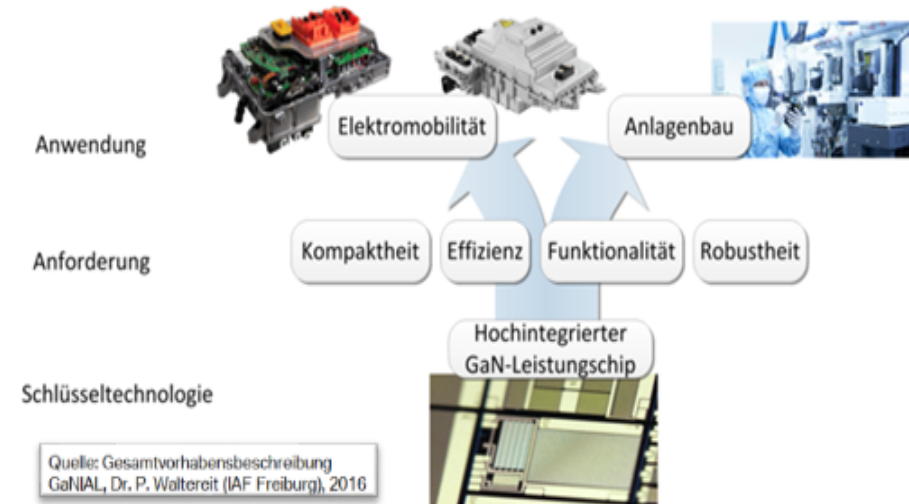 Elektromobilität
Anlagenbau
Anwendung
Kompaktheit
Effizienz
Funktionalität
Robustheit
Anforderung
Hochintegrierter
GaN-Leistungschip
Schlüsseltechnologie
Quelle: Gesamtvorhabensbeschreibung
GaNIAL, Dr. P. Waltereit (IAF Freiburg), 2016